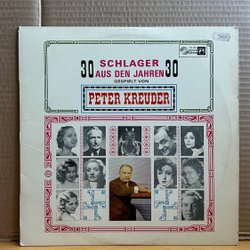 30 SCHLAGER 30
AUS DEN JAHREN
GESPIELT VON
PETER KREUDER